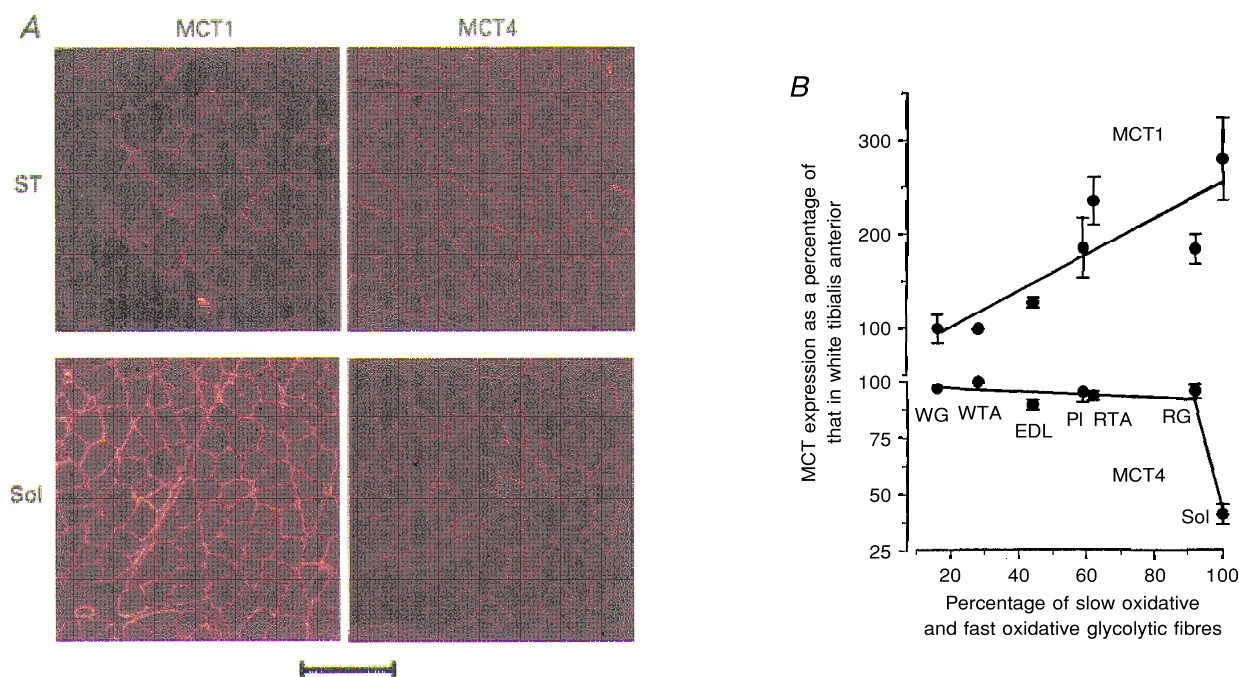 A
MCT1
MCT4
ST
Sol
B
MCT expression as a percentage of
that in white tibialis anterior
300
200
100
100
75
50
25
MCT1
WG
WTA
EDL
Pl
RTA
RG
MCT4
Sol
20
40
60
80
100
Percentage of slow oxidative
and fast oxidative glycolytic fibres